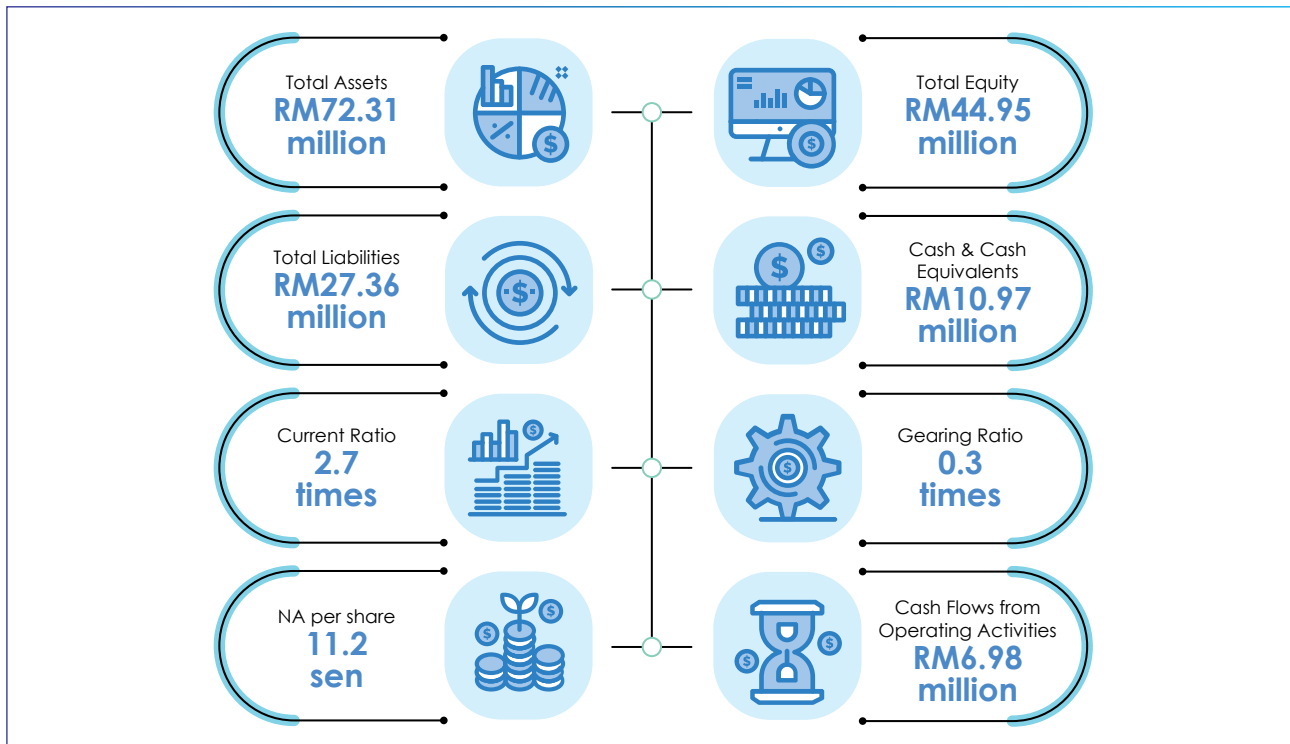 Total Assets
RM72.31
million
Total Equity
RM44.95
million
Total Liabilities
RM27.36
million
Cash & Cash
Equivalents
RM10.97
million
Current Ratio
2.7
times
Gearing Ratio
0.3
times
NA per share
11.2
sen
Cash Flows from
Operating Activities
RM6.98
million